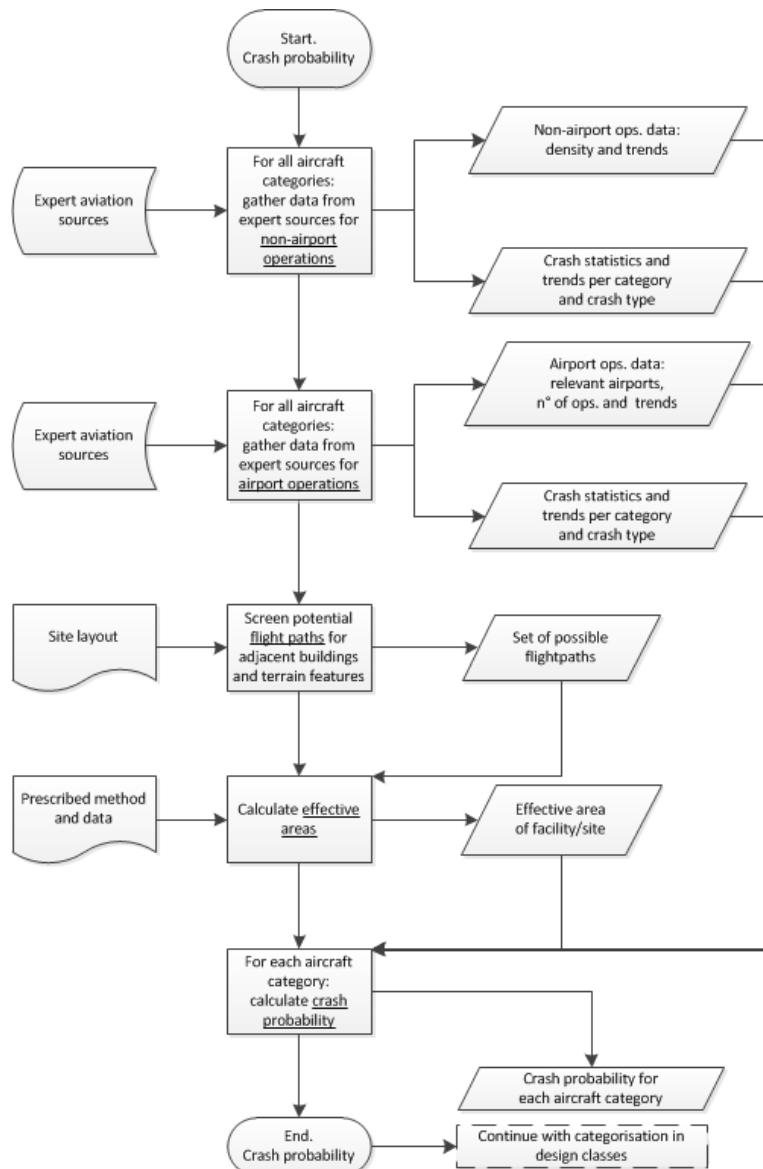 Start.
Crash probability
Non-airport ops. data:
density and trends
Expert aviation
sources
For all aircraft
categories:
gather data from
expert sources for
non-airport
operations
Crash statistics and
trends per category
and crash type
Airport ops. data:
relevant airports,
n° of ops. and trends
Expert aviation
sources
For all aircraft
categories:
gather data from
expert sources for
airport operations
Crash statistics and
trends per category
and crash type
Site layout
Screen potential
flight paths for
adjacent buildings
and terrain features
Set of possible
flightpaths
Prescribed method
and data
Calculate effective
areas
Effective area
of facility/site
For each aircraft
category:
calculate crash
probability
Crash probability for
each aircraft category
End.
Crash probability
Continue with categorisation in
design classes